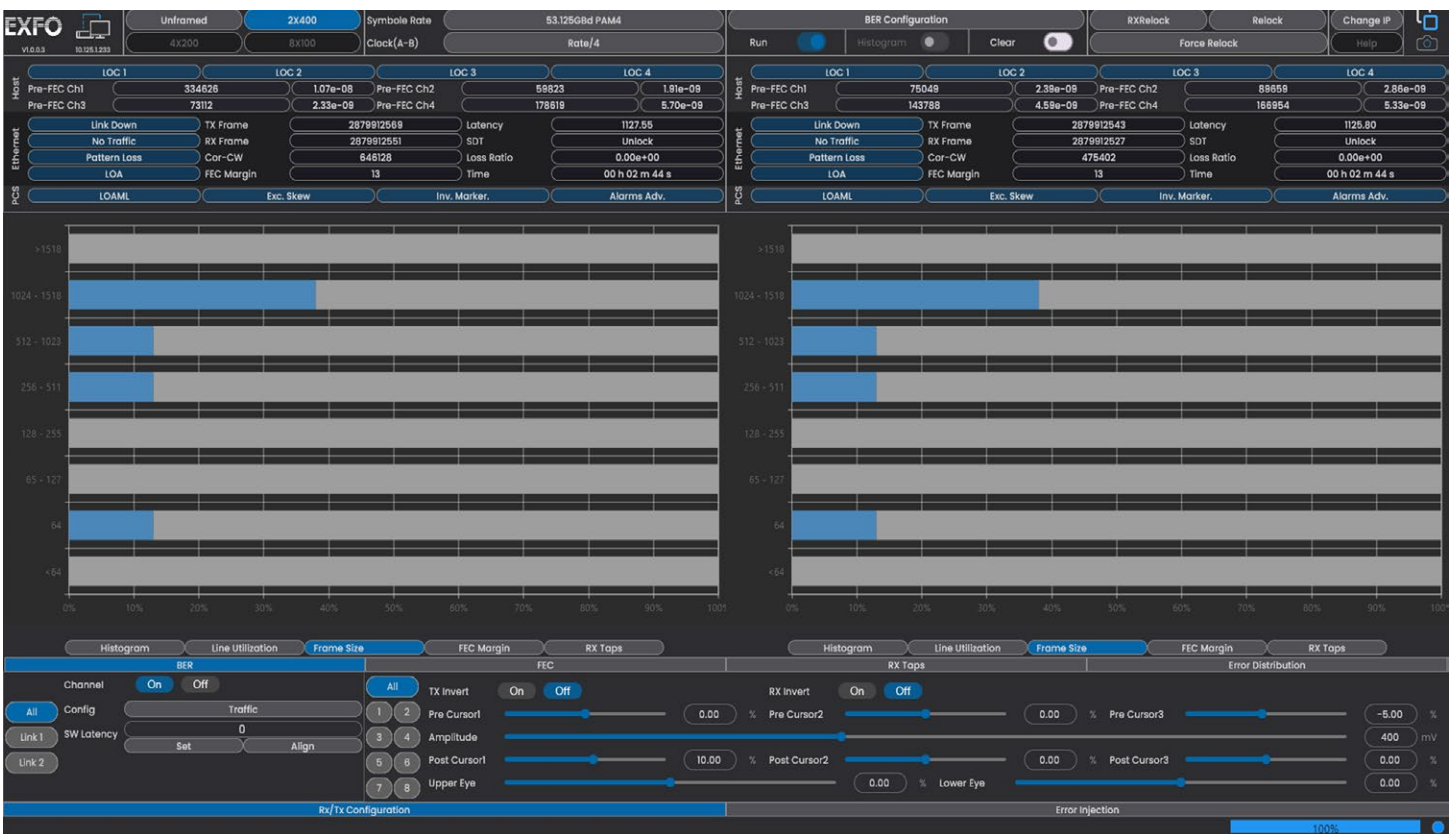 EXFO Unframed 2X400 Symbole Rate 53.125GBd PAM4 BER Configuration RXRelock Relock Change IP
V1.0.0.3 10.125.1.233 4X200 8X100 Clock(A-B) Rate/4 Run Histogram Clear Force Relock Help
Host LOC 1 LOC 2 LOC 3 LOC 4 Host LOC 1 LOC 2 LOC 3 LOC 4
Pre-FEC Ch1 334626 1.07e-08 Pre-FEC Ch2 59823 1.91e-09 Pre-FEC Ch1 75049 2.39e-09 Pre-FEC Ch2 89659 2.86e-09
Pre-FEC Ch3 73112 2.33e-09 Pre-FEC Ch4 178619 5.70e-09 Pre-FEC Ch3 143788 4.59e-09 Pre-FEC Ch4 166954 5.33e-09
Ethernet Link Down TX Frame 2879912569 Latency 1127.55 Ethernet Link Down TX Frame 2879912543 Latency 1125.80
No Traffic RX Frame 2879912551 SDT Unlock No Traffic RX Frame 2879912527 SDT Unlock
Pattern Loss Cor-CW 646128 Loss Ratio 0.00e+00 Pattern Loss Cor-CW 475402 Loss Ratio 0.00e+00
LOA FEC Margin 13 Time 00 h 02 m 44 s LOA FEC Margin 13 Time 00 h 02 m 44 s
PCS LOAML Exc. Skew Inv. Marker. Alarms Adv. PCS LOAML Exc. Skew Inv. Marker. Alarms Adv.
>1518 >1518
1024 - 1518 1024 - 1518
512 - 1023 512 - 1023
256 - 511 256 - 511
128 - 255 128 - 255
65 - 127 65 - 127
64 64
<64 <64
0% 10% 20% 30% 40% 50% 60% 70% 80% 90% 100% 0% 10% 20% 30% 40% 50% 60% 70% 80% 90% 100%
Histogram Line Utilization Frame Size FEC Margin RX Taps Histogram Line Utilization Frame Size FEC Margin RX Taps
BER FEC RX Taps Error Distribution
Channel On Off All TX Invert On Off RX Invert On Off
All Config Traffic 1 2 Pre Cursor1 0.00 % Pre Cursor2 0.00 % Pre Cursor3 -5.00 %
Link 1 SW Latency 0 3 4 Amplitude 400 mV
Set Align
Link 2 5 6 Post Cursor1 10.00 % Post Cursor2 0.00 % Post Cursor3 0.00 %
7 8 Upper Eye 0.00 % Lower Eye 0.00 %
Rx/Tx Configuration Error Injection
100%